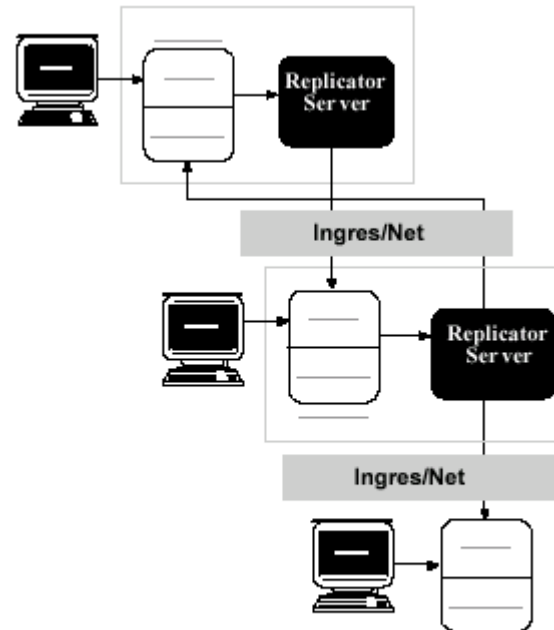 Replicator
Server
Ingres/Net
Replicator
Server
Ingres/Net